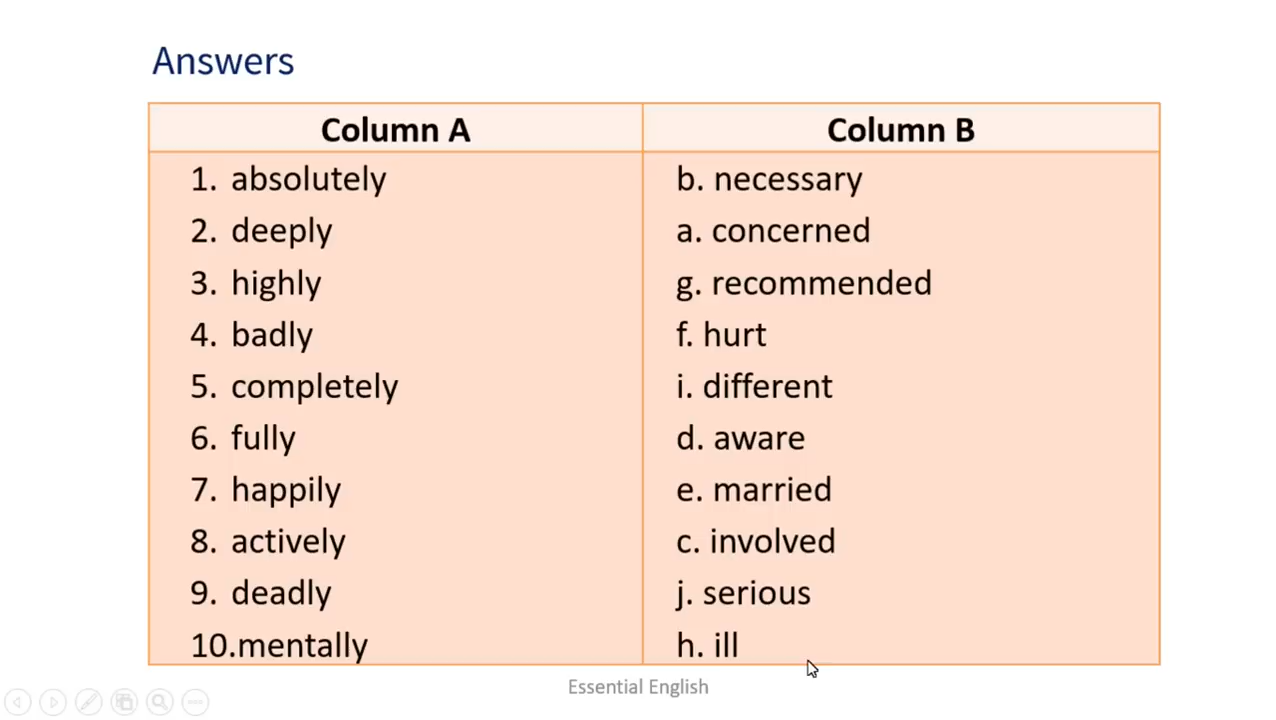 Answers
Column A Column B
1. absolutely b. necessary
2. deeply a. concerned
3. highly g. recommended
4. badly f. hurt
5. completely i. different
6. fully d. aware
7. happily e. married
8. actively c. involved
9. deadly j. serious
10.mentally h. ill
Essential English